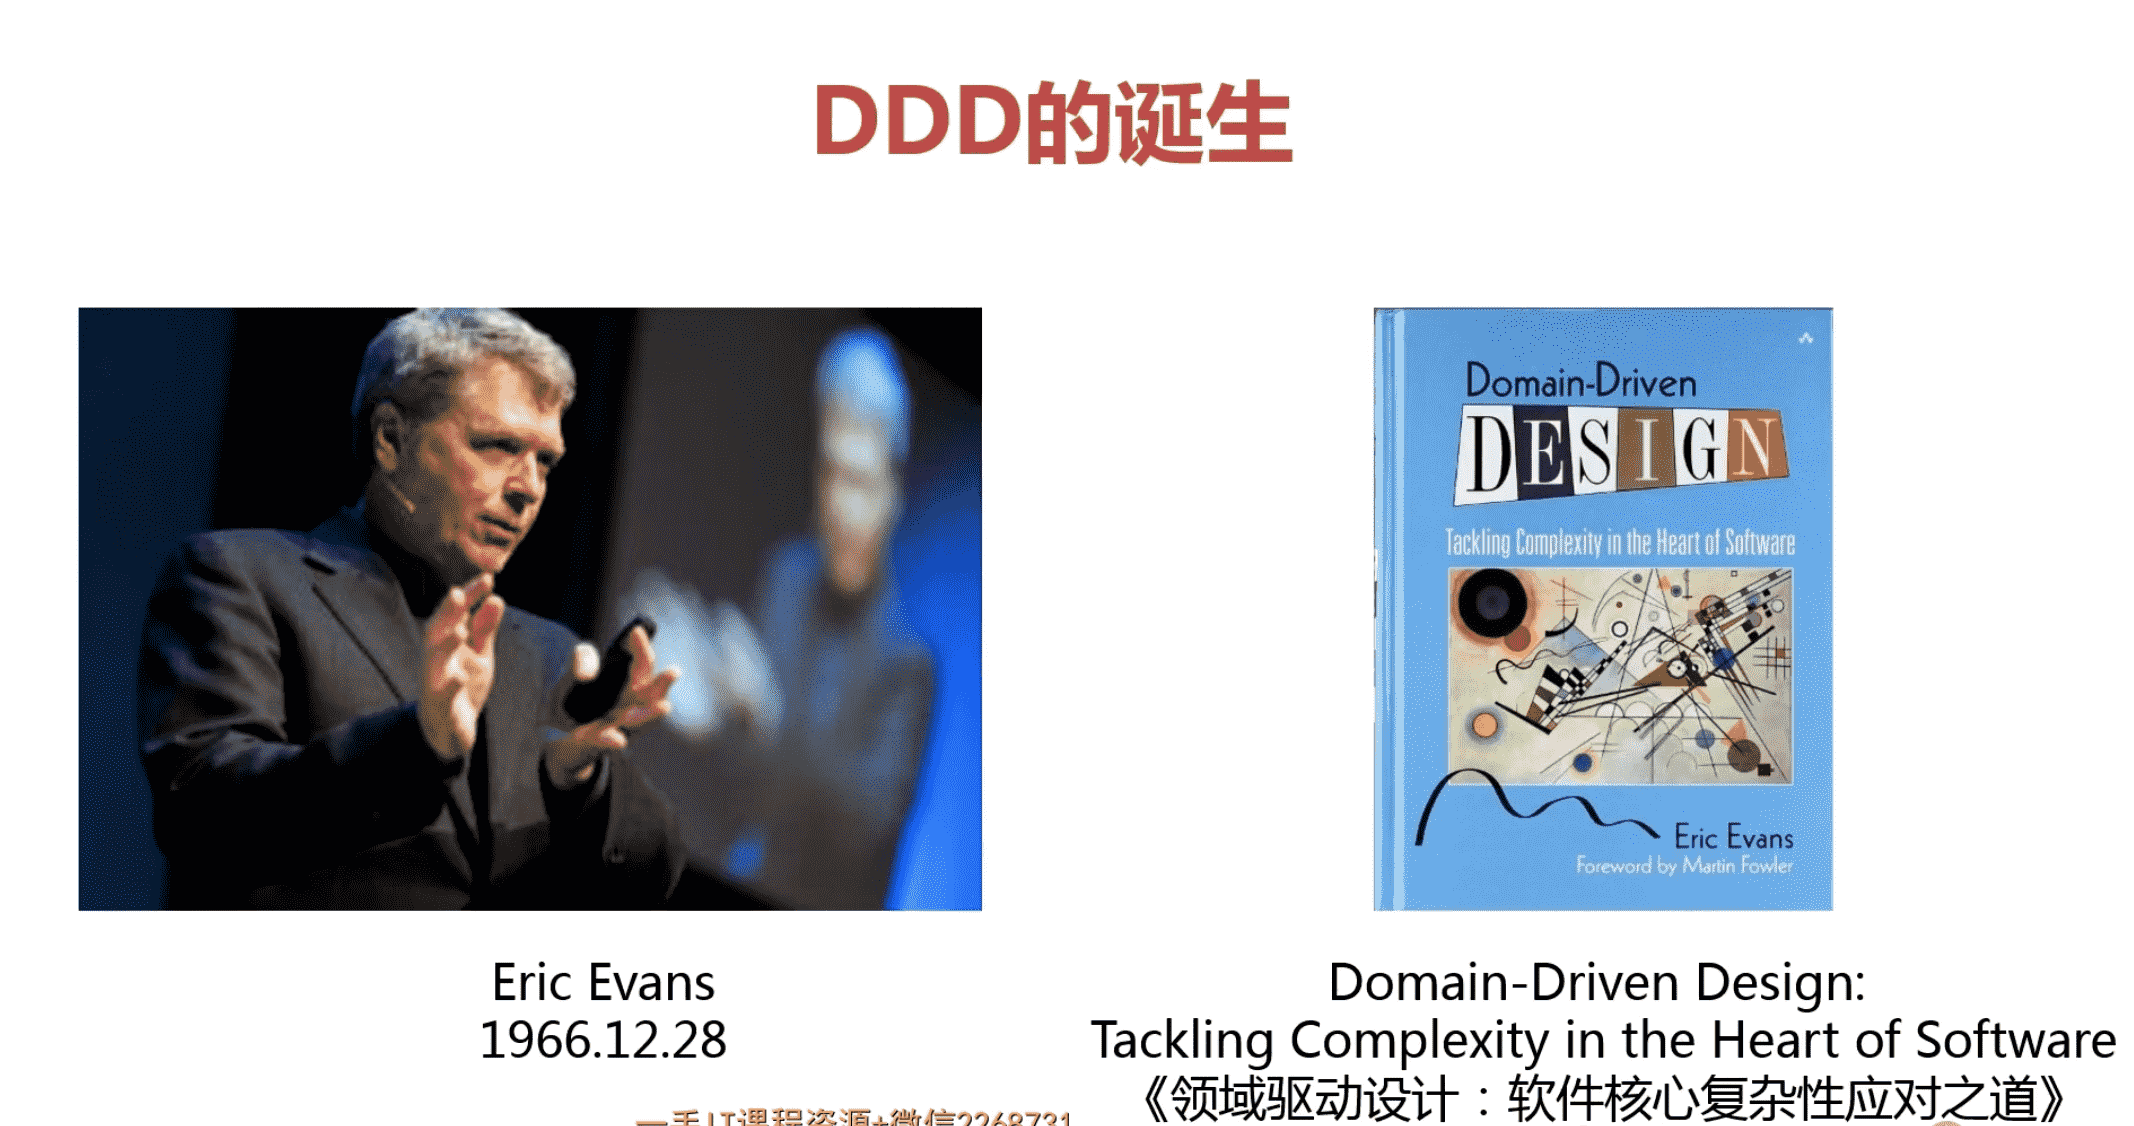 DDD的诞生
Domain-Driven
DESIGN
Tackling Complexity in the Heart of Software
Eric Evans
Foreword by Martin Fowler
Eric Evans
1966.12.28
Domain-Driven Design:
Tackling Complexity in the Heart of Software
《领域驱动设计：软件核心复杂性应对之道》
一手IT课程资源+微信2268731